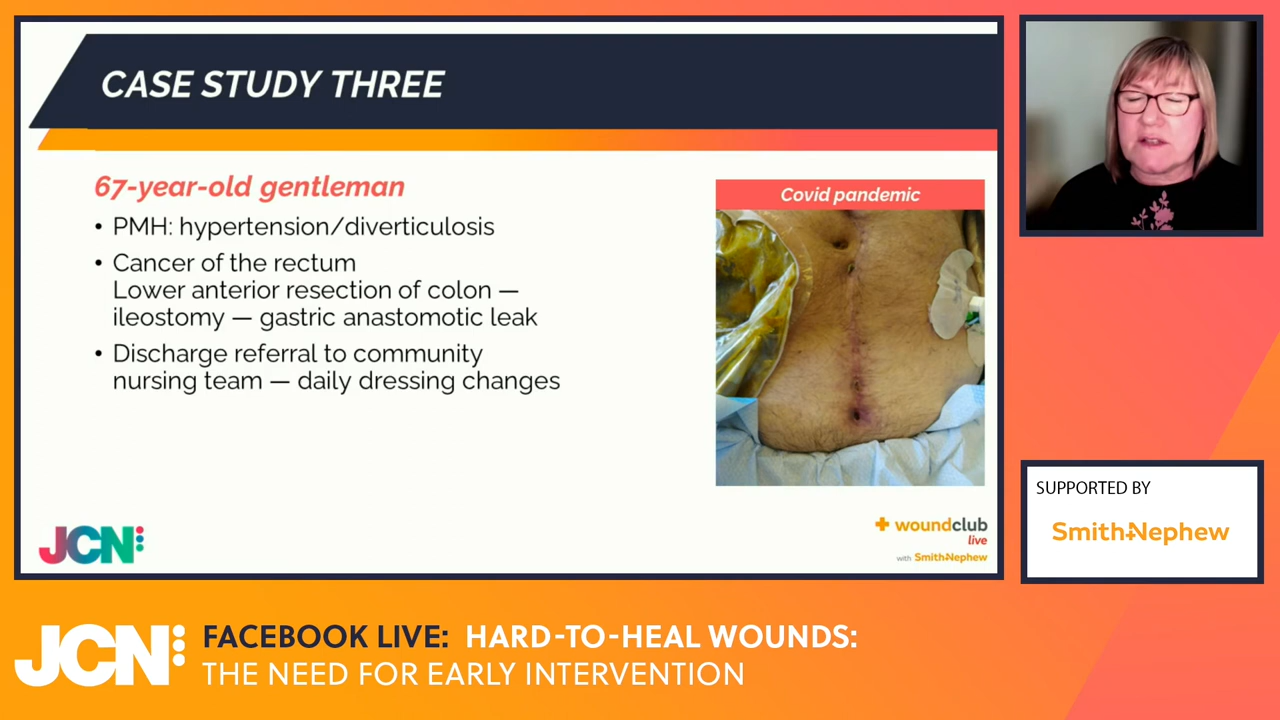 CASE STUDY THREE
67-year-old gentleman
• PMH: hypertension/diverticulosis
• Cancer of the rectum
Lower anterior resection of colon —
ileostomy — gastric anastomotic leak
• Discharge referral to community
nursing team — daily dressing changes
Covid pandemic
JCN
woundclub
live
with Smith+Nephew
SUPPORTED BY
Smith+Nephew
JCN
FACEBOOK LIVE: HARD-TO-HEAL WOUNDS:
THE NEED FOR EARLY INTERVENTION